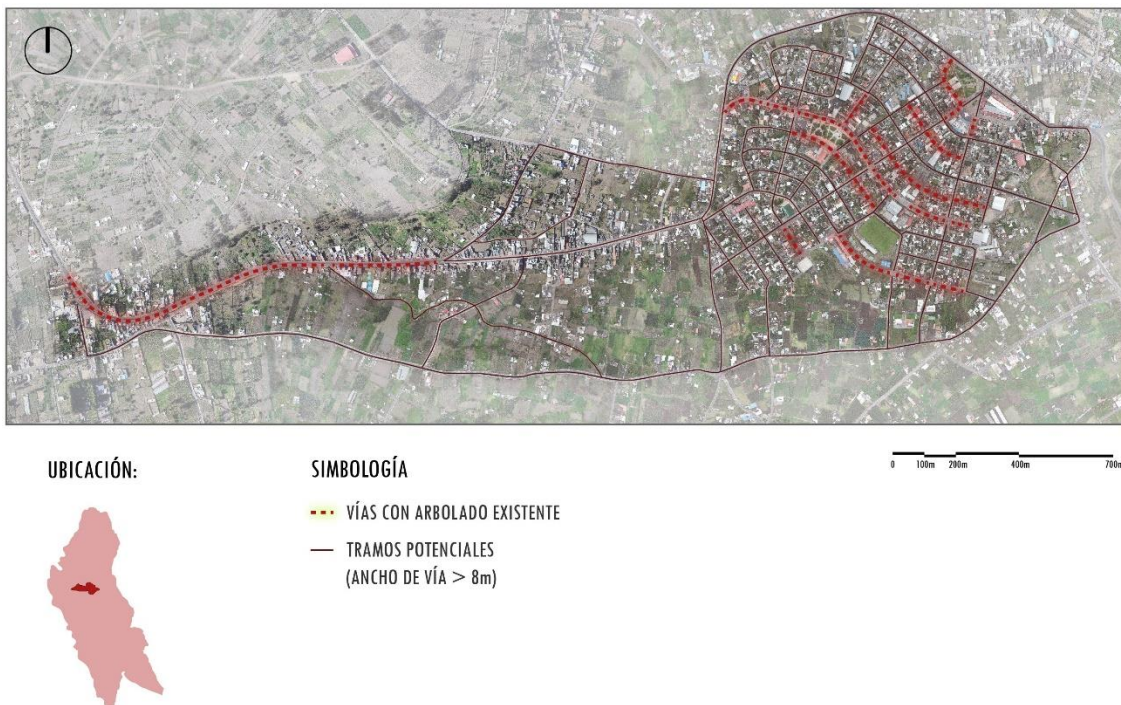 UBICACIÓN:
SIMBOLOGÍA
VÍAS CON ARBOLADO EXISTENTE
TRAMOS POTENCIALES
(ANCHO DE VÍA > 8m)
0 100m 200m 400m 700m